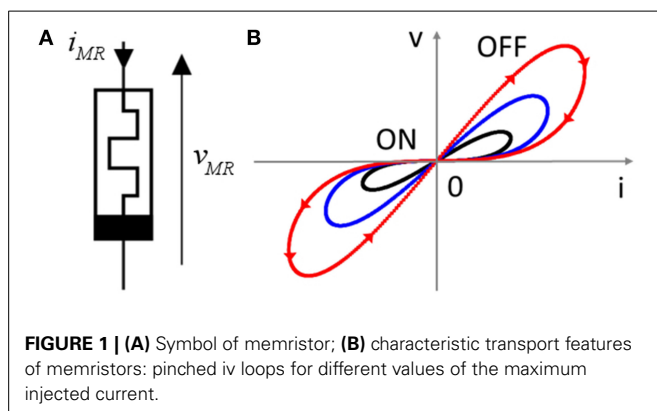 A
i_MR
v_MR
B
v
OFF
ON
0
i
FIGURE 1 | (A) Symbol of memristor; (B) characteristic transport features
of memristors: pinched iv loops for different values of the maximum
injected current.